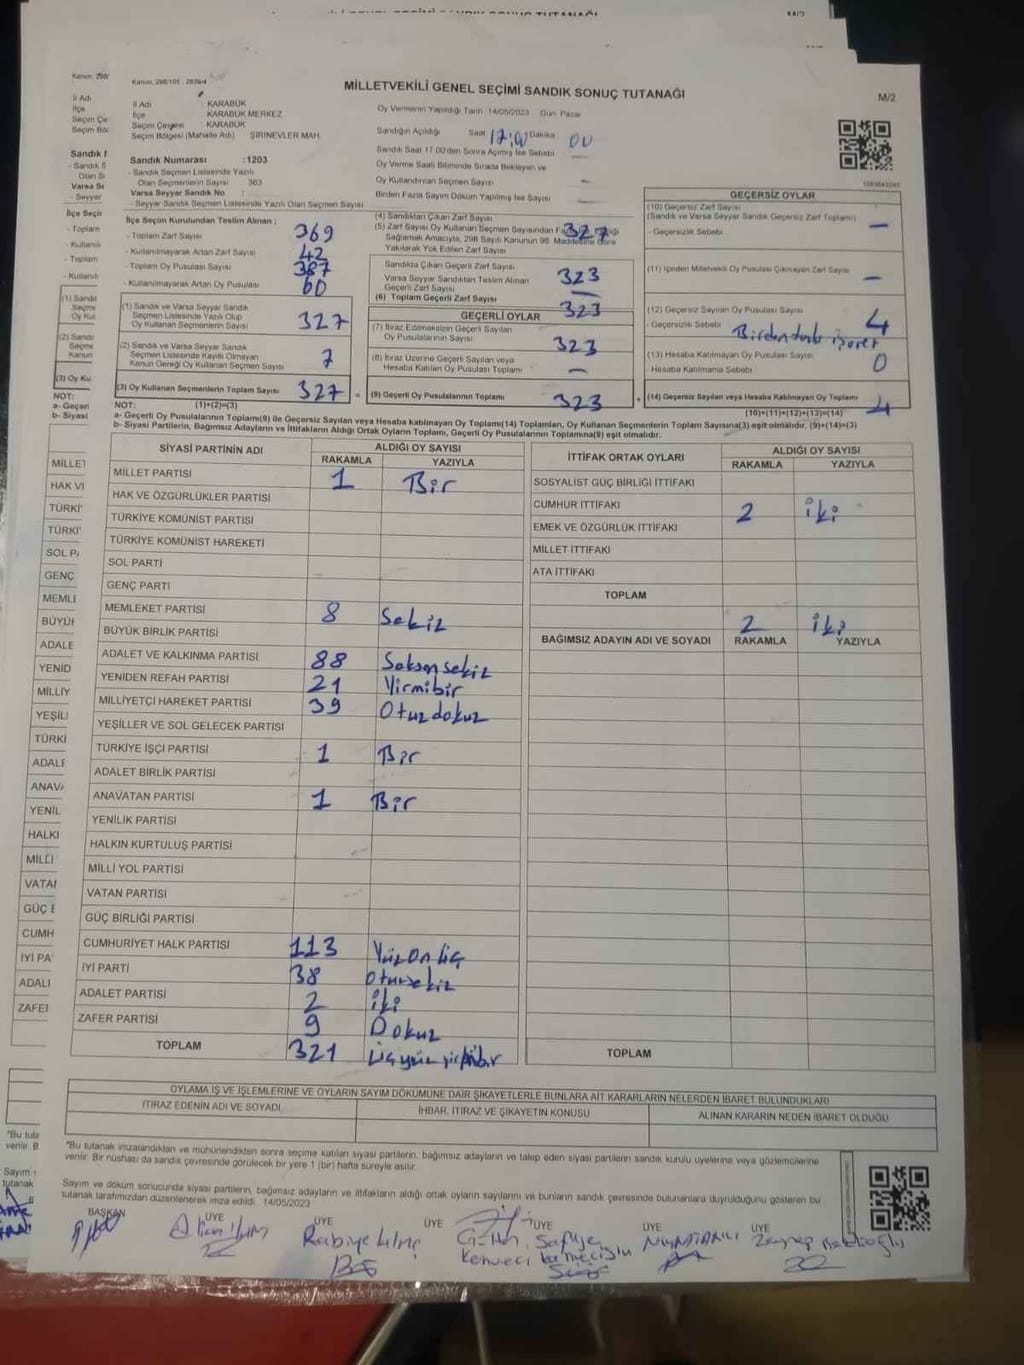 MİLLETVEKİLİ GENEL SEÇİMİ SANDIK SONUÇ TUTANAĞI
M/2
Kanun, 298/105 , 2839/4
İl Adı KARABÜK
İlçe KARABÜK MERKEZ
Seçim Çevresi KARABÜK
Seçim Bölgesi (Mahalle Adı) ŞİRİNEVLER MAH.
Oy Vermenin Yapıldığı Tarih :14/05/2023 Gün: Pazar
Sandığın Açıldığı Saat 17:00 Dakika 00
Sandık Saat 17.00'den Sonra Açılmış İse Sebebi
Oy Verme Saati Bitiminde Sırada Bekleyen ve
Oy Kullandırılan Seçmen Sayısı
Birden Fazla Sayım Döküm Yapılmış İse Sayısı
Sandık Numarası :1203
- Sandık Seçmen Listesinde Yazılı
Olan Seçmenlerin Sayısı 363
Varsa Seyyar Sandık No :
- Seyyar Sandık Seçmen Listesinde Yazılı Olan Seçmen Sayısı
İlçe Seçim Kurulundan Teslim Alınan ;
- Toplam Zarf Sayısı 369
- Kullanılmayarak Artan Zarf Sayısı 42
- Toplam Oy Pusulası Sayısı 387
- Kullanılmayarak Artan Oy Pusulası 60
(1) Sandık ve Varsa Seyyar Sandık
Seçmen Listesinde Yazılı Olup
Oy Kullanan Seçmenlerin Sayısı 327
(2) Sandık ve Varsa Seyyar Sandık
Seçmen Listesinde Kayıtlı Olmayan
Kanun Gereği Oy Kullanan Seçmen Sayısı
(3) Oy Kullanan Seçmenlerin Toplam Sayısı 327
(4) Sandıktan Çıkan Zarf Sayısı 327
(5) Zarf Sayısı Oy Kullanan Seçmen Sayısından
Sağlamak Amacıyla, 298 Sayılı Kanunun 98. Maddesine Göre
Yakılarak Yok Edilen Zarf Sayısı
Sandıkta Çıkan Geçerli Zarf Sayısı 323
Varsa Seyyar Sandıktan Teslim Alınan
Geçerli Zarf Sayısı —
(6) Toplam Geçerli Zarf Sayısı 323
GEÇERLİ OYLAR
(7) İtiraz Edilmeksizin Geçerli Sayılan
Oy Pusulalarının Sayısı 323
(8) İtiraz Üzerine Geçerli Sayılan veya
Hesaba Katılan Oy Pusulası Toplamı —
(9) Geçerli Oy Pusulalarının Toplamı 323
GEÇERSİZ OYLAR
(10) Geçersiz Zarf Sayısı
(Sandık ve Varsa Seyyar Sandık Geçersiz Zarf Toplamı) —
- Geçersizlik Sebebi
(11) İçinden Milletvekili Oy Pusulası Çıkmayan Zarf Sayısı —
(12) Geçersiz Sayılan Oy Pusulası Sayısı 4
- Geçersizlik Sebebi
(13) Hesaba Katılmayan Oy Pusulası Sayısı 0
Hesaba Katılmama Sebebi
(14) Geçersiz Sayılan veya Hesaba Katılmayan Oy Toplamı 4
NOT: (1)+(2)=(3)
(10)+(11)+(12)+(13)=(14)
a- Geçerli Oy Pusulalarının Toplamı(9) ile Geçersiz Sayılan veya Hesaba katılmayan Oy Toplamı(14) Toplamları, Oy Kullanan Seçmenlerin Toplam Sayısına(3) eşit olmalıdır. (9)+(14)=(3)
b- Siyasi Partilerin, Bağımsız Adayların ve İttifakların Aldığı Ortak Oyların Toplamı, Geçerli Oy Pusulalarının Toplamına(9) eşit olmalıdır.
SİYASİ PARTİNİN ADI ALDIĞI OY SAYISI
RAKAMLA YAZIYLA
MİLLET PARTİSİ 1 Bir
HAK VE ÖZGÜRLÜKLER PARTİSİ
TÜRKİYE KOMÜNİST PARTİSİ
TÜRKİYE KOMÜNİST HAREKETİ
SOL PARTİ
GENÇ PARTİ
MEMLEKET PARTİSİ 8 Sekiz
BÜYÜK BİRLİK PARTİSİ
ADALET VE KALKINMA PARTİSİ 88 Seksen sekiz
YENİDEN REFAH PARTİSİ 21 Yirmibir
MİLLİYETÇİ HAREKET PARTİSİ 39 Otuzdokuz
YEŞİLLER VE SOL GELECEK PARTİSİ
TÜRKİYE İŞÇİ PARTİSİ 1 Bir
ADALET BİRLİK PARTİSİ
ANAVATAN PARTİSİ 1 Bir
YENİLİK PARTİSİ
HALKIN KURTULUŞ PARTİSİ
MİLLİ YOL PARTİSİ
VATAN PARTİSİ
GÜÇ BİRLİĞİ PARTİSİ
CUMHURİYET HALK PARTİSİ 113 Yüzonüç
İYİ PARTİ 38 Otuzsekiz
ADALET PARTİSİ 2 iki
ZAFER PARTİSİ 9 Dokuz
TOPLAM 321
İTTİFAK ORTAK OYLARI ALDIĞI OY SAYISI
RAKAMLA YAZIYLA
SOSYALİST GÜÇ BİRLİĞİ İTTİFAKI
CUMHUR İTTİFAKI 2 iki
EMEK VE ÖZGÜRLÜK İTTİFAKI
MİLLET İTTİFAKI
ATA İTTİFAKI
TOPLAM 2 iki
BAĞIMSIZ ADAYIN ADI VE SOYADI RAKAMLA YAZIYLA
TOPLAM
OYLAMA İŞ VE İŞLEMLERİNE VE OYLARIN SAYIM DÖKÜMÜNE DAİR ŞİKAYETLERLE BUNLARA AİT KARARLARIN NELERDEN İBARET BULUNDUKLARI
İTİRAZ EDENİN ADI VE SOYADI İHBAR, İTİRAZ VE ŞİKAYETİN KONUSU ALINAN KARARIN NEDEN İBARET OLDUĞU
*Bu tutanak imzalandıktan ve mühürlendikten sonra seçime katılan siyasi partilerin, bağımsız adayların ve talep eden siyasi partilerin sandık kurulu üyelerine veya gözlemcilerine
verilir. Bir nüshası da sandık çevresinde görülecek bir yere 1 (bir) hafta süreyle asılır.
Sayım ve döküm sonucunda siyasi partilerin, bağımsız adayların ve ittifakların aldığı ortak oyların sayılarını ve bunların sandık çevresinde bulunanlara duyrulduğunu gösteren bu
tutanak tarafımızdan düzenlenerek imza edildi. 14/05/2023
BAŞKAN ÜYE ÜYE ÜYE ÜYE ÜYE ÜYE
Rabiye Kılınç